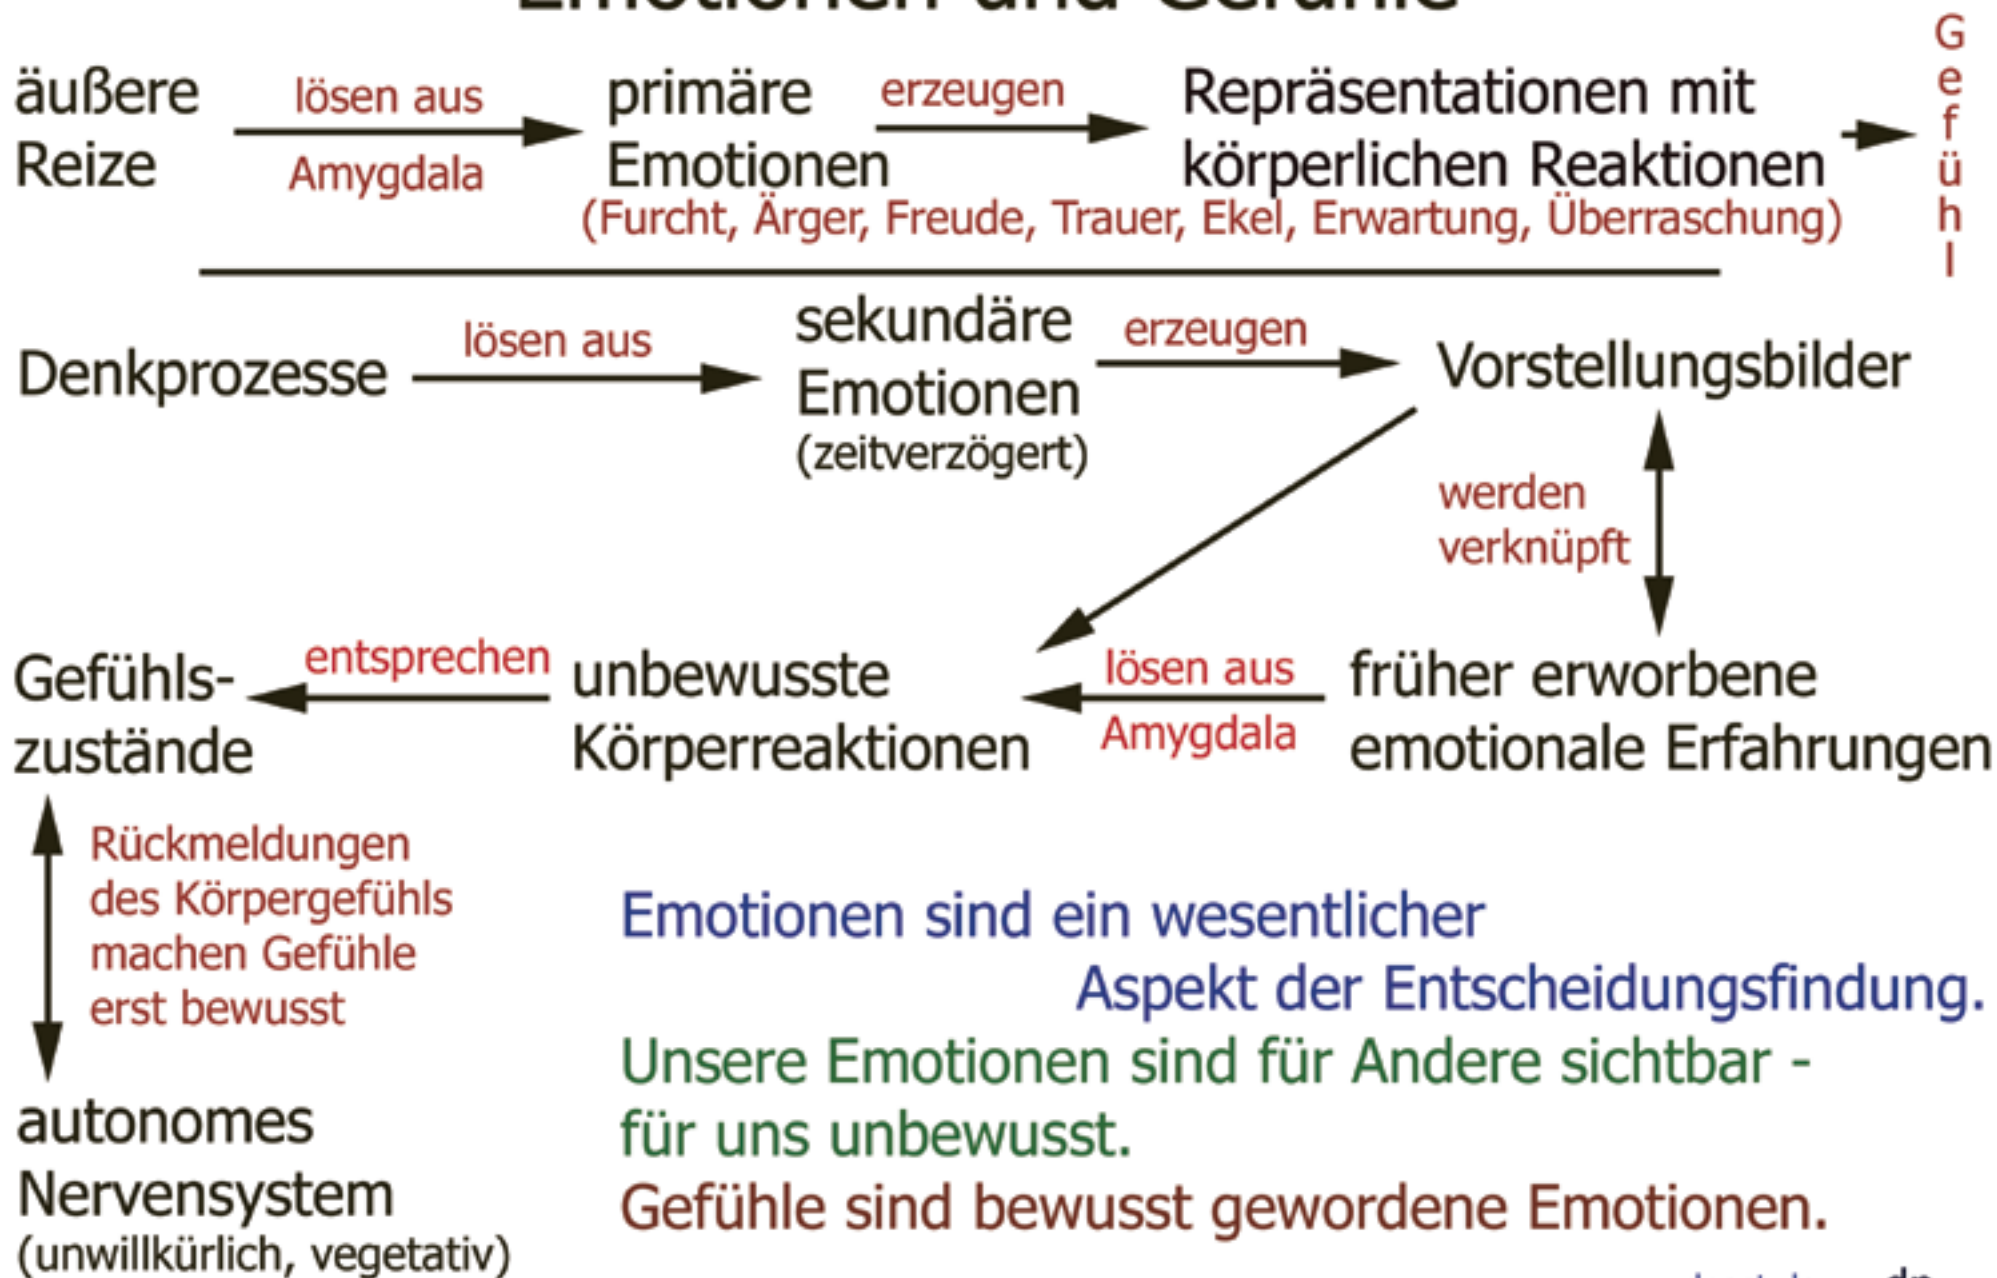 Emotionen und Gefühle
äußere
Reize
lösen aus
Amygdala
primäre
Emotionen
erzeugen
Repräsentationen mit
körperlichen Reaktionen
(Furcht, Ärger, Freude, Trauer, Ekel, Erwartung, Überraschung)
Gefühl
Denkprozesse
lösen aus
sekundäre
Emotionen
(zeitverzögert)
erzeugen
Vorstellungsbilder
werden
verknüpft
Gefühls-
zustände
entsprechen
unbewusste
Körperreaktionen
lösen aus
Amygdala
früher erworbene
emotionale Erfahrungen
Rückmeldungen
des Körpergefühls
machen Gefühle
erst bewusst
autonomes
Nervensystem
(unwillkürlich, vegetativ)
Emotionen sind ein wesentlicher
Aspekt der Entscheidungsfindung.
Unsere Emotionen sind für Andere sichtbar -
für uns unbewusst.
Gefühle sind bewusst gewordene Emotionen.